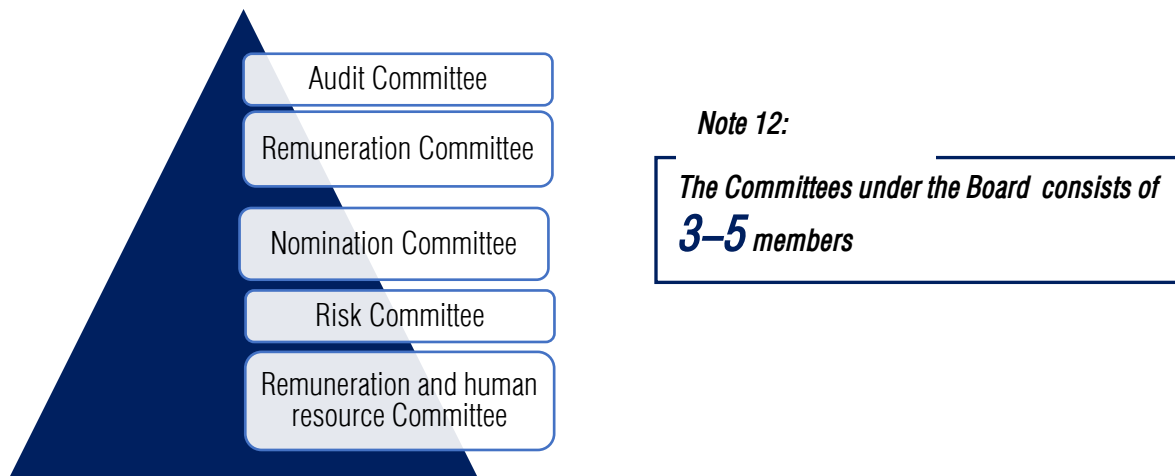 Audit Committee
Remuneration Committee
Nomination Committee
Risk Committee
Remuneration and human
resource Committee
Note 12:
The Committees under the Board consists of
3–5 members